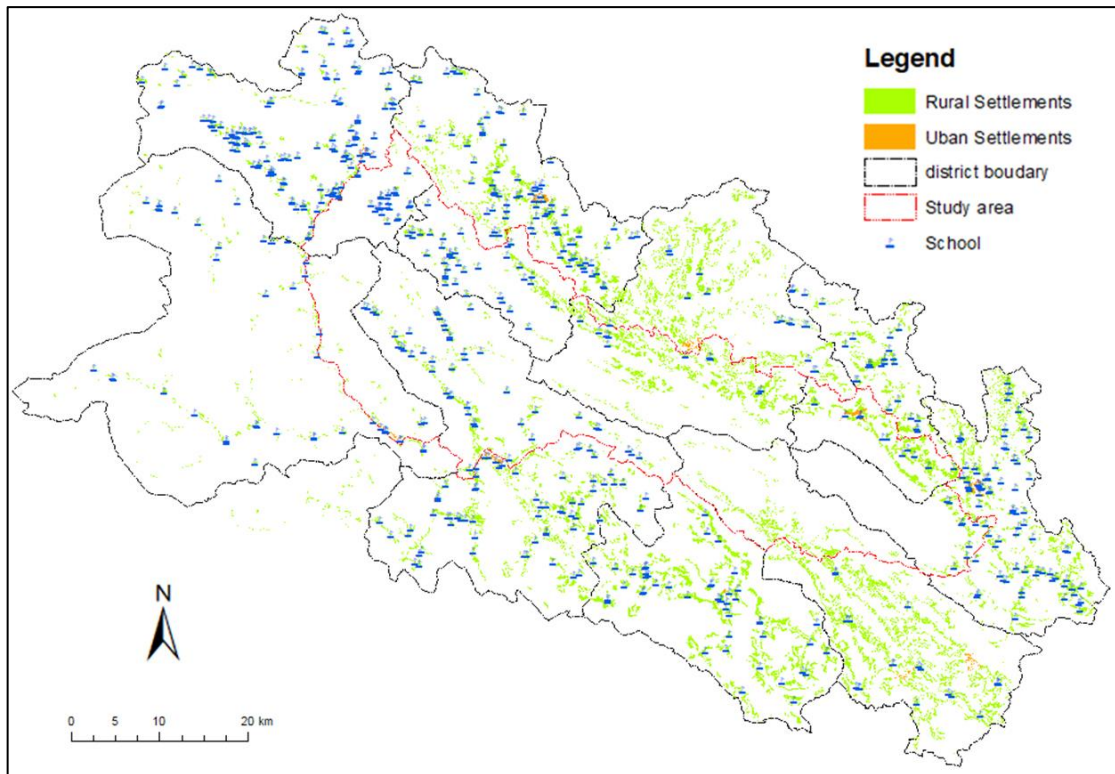 Legend
Rural Settlements
Uban Settlements
district boudary
Study area
School
N
0 5 10 20 km